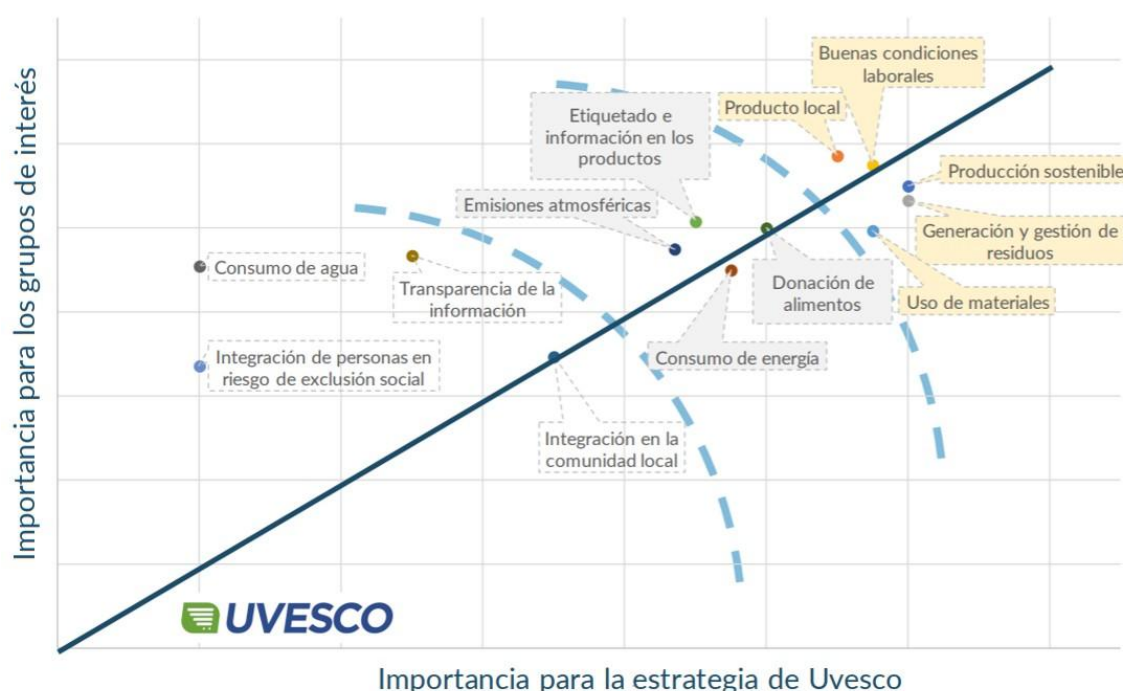 Importancia para los grupos de interés
Buenas condiciones
laborales
Etiquetado e
información en los
productos
Producto local
Producción sostenible
Emisiones atmosféricas
Generación y gestión de
residuos
Consumo de agua
Transparencia de la
información
Donación de
alimentos
Uso de materiales
Integración de personas en
riesgo de exclusión social
Consumo de energía
Integración en la
comunidad local
UVESCO
Importancia para la estrategia de Uvesco